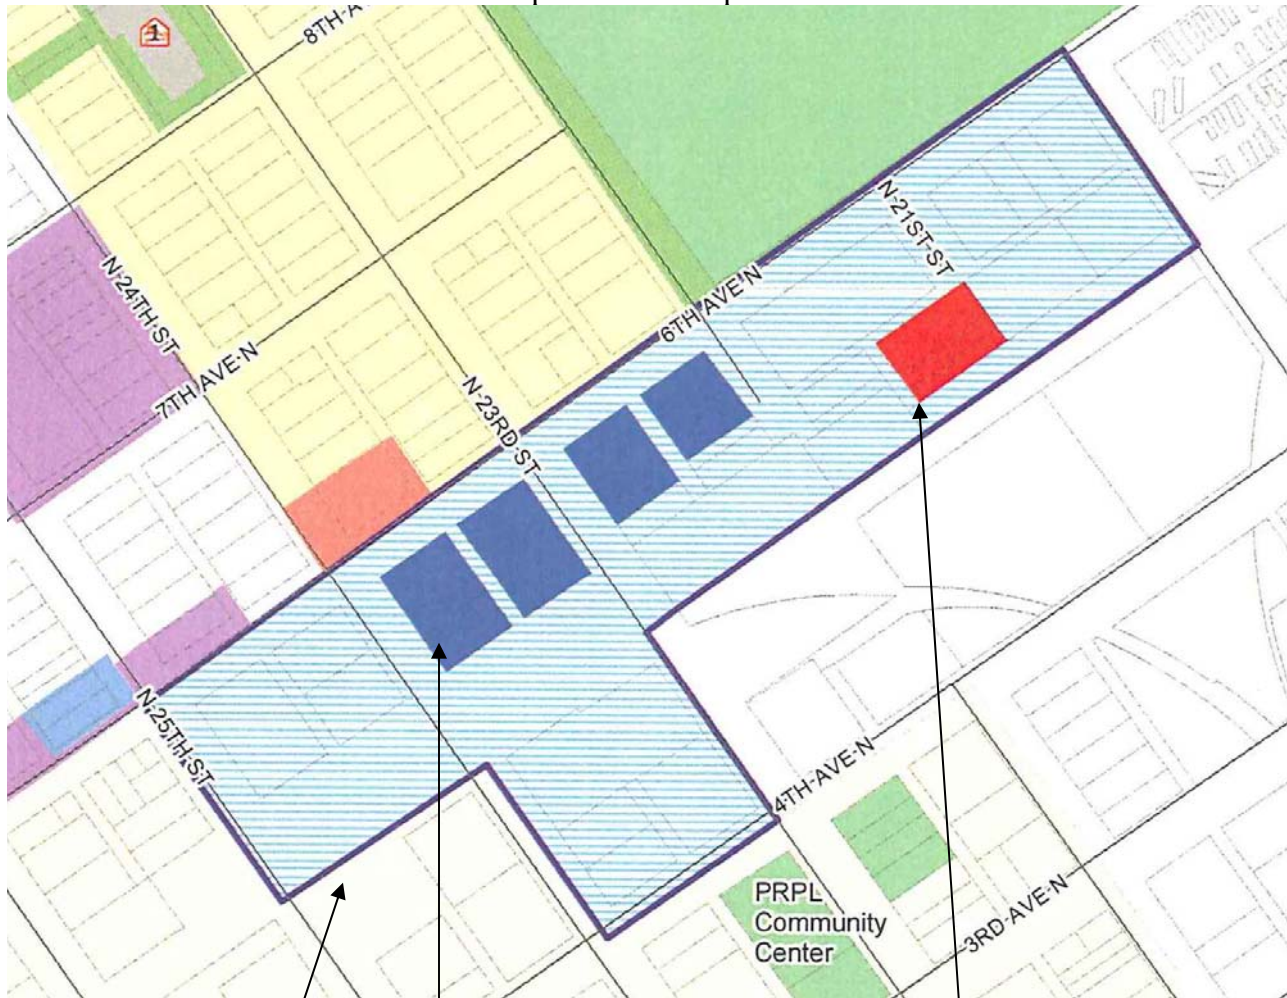 8TH-A
1
N-21ST-ST
N-24TH-ST
6TH-AVE-N
7TH-AVE-N
N-23RD-ST
N-25TH-ST
4TH-AVE-N
PRPL
Community
Center
3RD-AVE-N